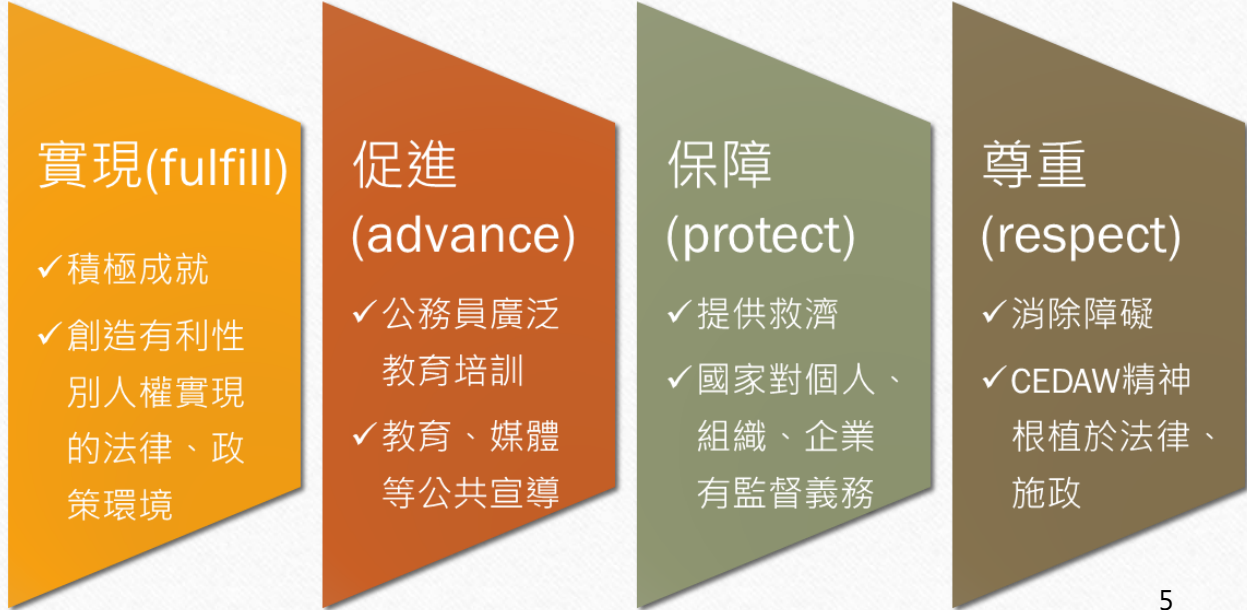 實現(fulfill)
✓積極成就
✓創造有利性
別人權實現
的法律、政
策環境
促進
(advance)
✓公務員廣泛
教育培訓
✓教育、媒體
等公共宣導
保障
(protect)
✓提供救濟
✓國家對個人、
組織、企業
有監督義務
尊重
(respect)
✓消除障礙
✓CEDAW精神
根植於法律、
施政
5